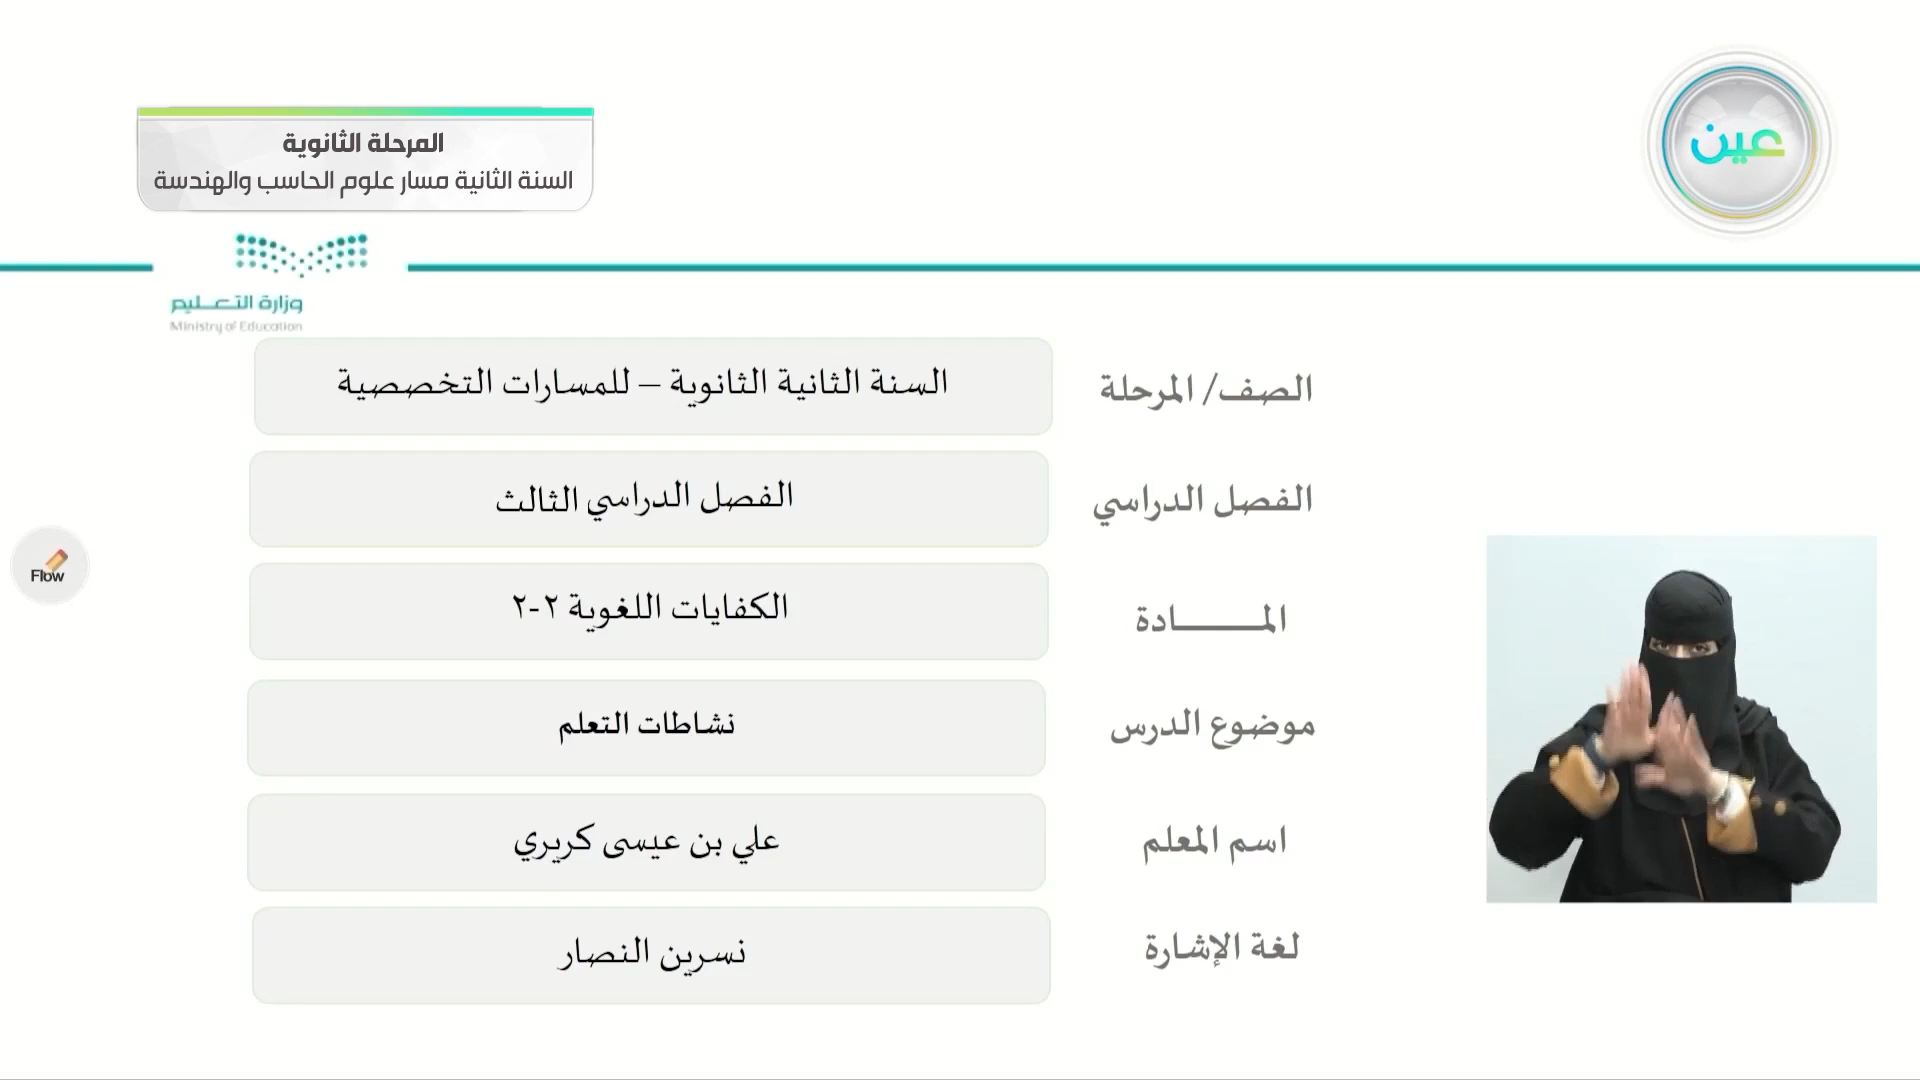 المرحلة الثانوية
السنة الثانية مسار علوم الحاسب والهندسة
عين
وزارة التعليم
Ministry of Education
الصف/ المرحلة
السنة الثانية الثانوية – للمسارات التخصصية
الفصل الدراسي
الفصل الدراسي الثالث
المـــــــادة
الكفايات اللغوية ٢-٢
موضوع الدرس
نشاطات التعلم
اسم المعلم
علي بن عيسى كريري
لغة الإشارة
نسرين النصار
Flow